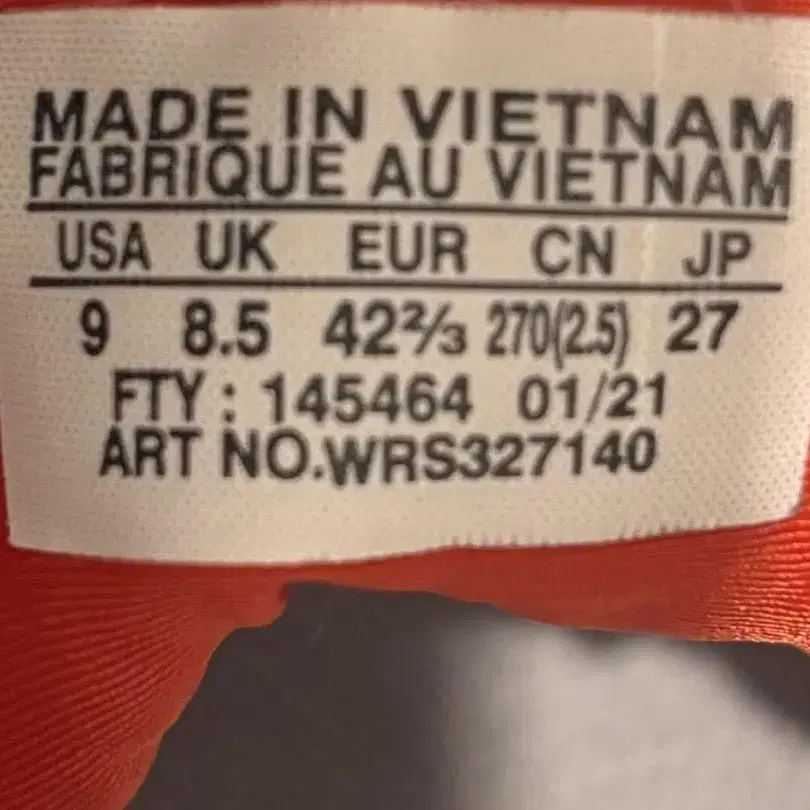 MADE IN VIETNAM
FABRIQUE AU VIETNAM
USA UK EUR CN JP
9 8.5 42⅔ 270(2.5) 27
FTY : 145464 01/21
ART NO.WRS327140